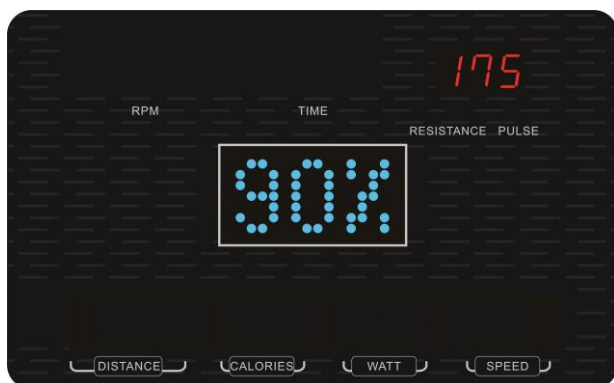 175
RPM TIME
RESISTANCE PULSE
90%
DISTANCE CALORIES WATT SPEED